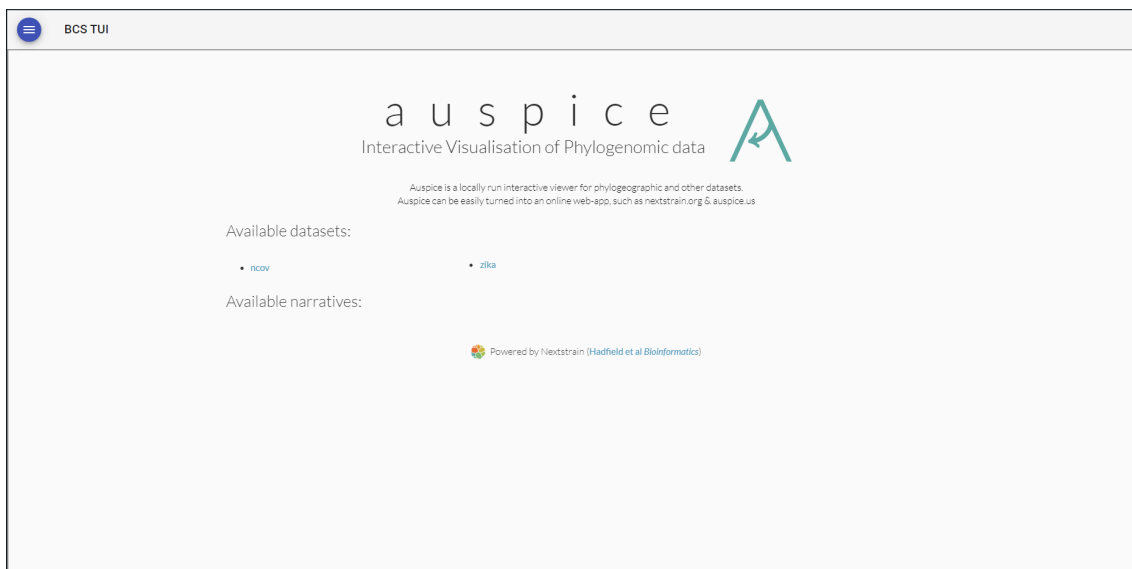 BCS TUI
a u s p i c e
Interactive Visualisation of Phylogenomic data
Auspice is a locally run interactive viewer for phylogeographic and other datasets.
Auspice can be easily turned into an online web-app, such as nextstrain.org & auspice.us
Available datasets:
• ncov
• zika
Available narratives:
Powered by Nextstrain (Hadfield et al Bioinformatics)